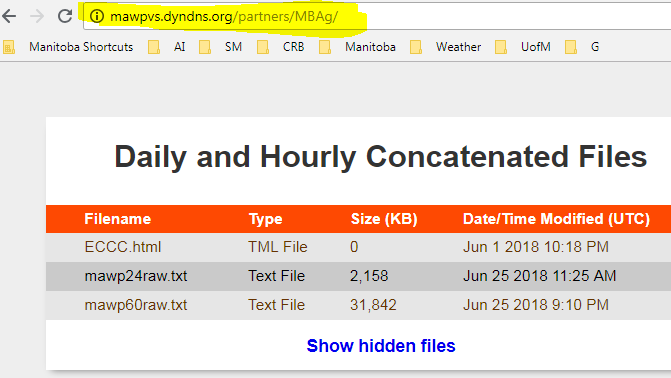 mawpvs.dyndns.org/partners/MBAg/
Manitoba Shortcuts AI SM CRB Manitoba Weather UofM G
Daily and Hourly Concatenated Files
Filename Type Size (KB) Date/Time Modified (UTC)
ECCC.html TML File 0 Jun 1 2018 10:18 PM
mawp24raw.txt Text File 2,158 Jun 25 2018 11:25 AM
mawp60raw.txt Text File 31,842 Jun 25 2018 9:10 PM
Show hidden files